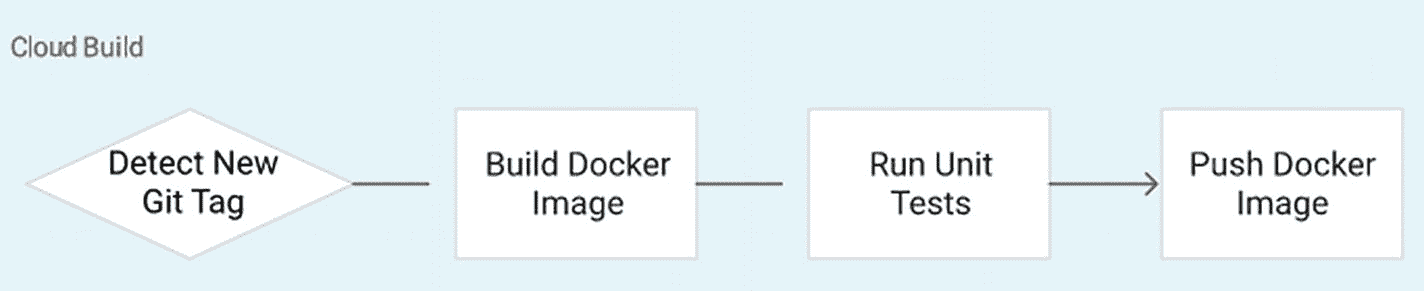 Cloud Build
Detect New
Git Tag
Build Docker
Image
Run Unit
Tests
Push Docker
Image